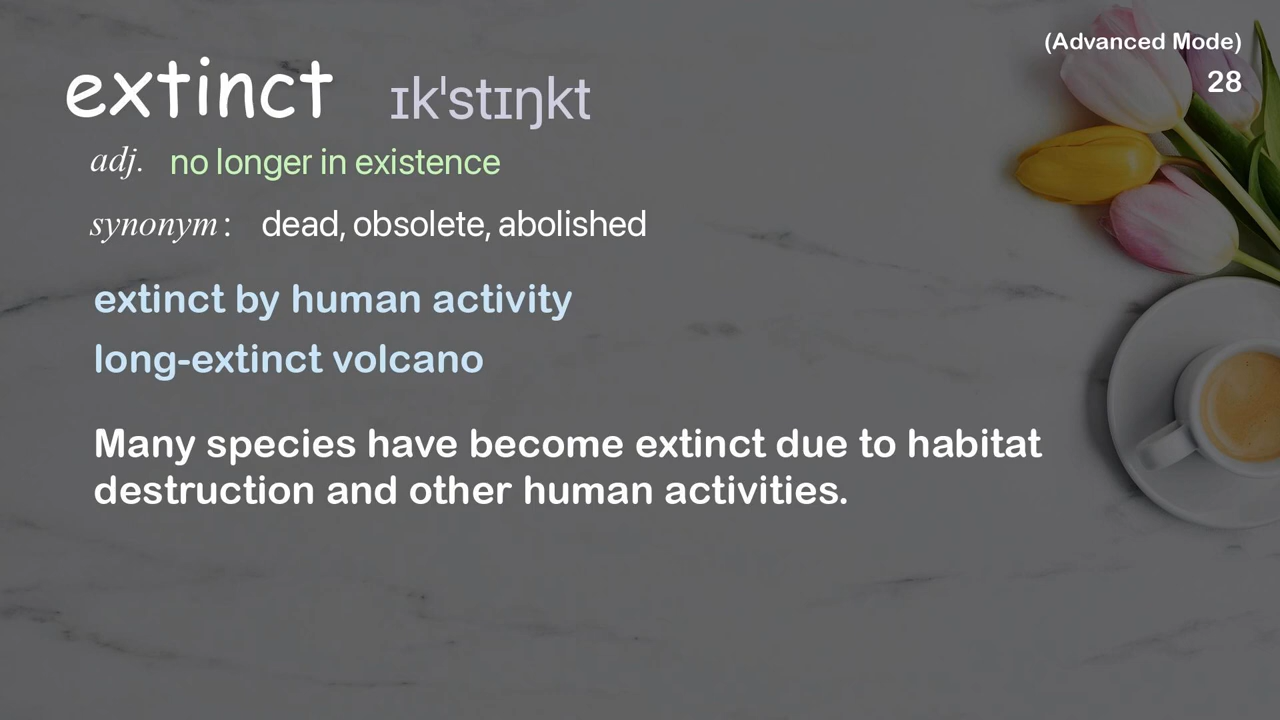 (Advanced Mode)
28
extinct ɪkˈstɪŋkt
adj. no longer in existence
synonym: dead, obsolete, abolished
extinct by human activity
long-extinct volcano
Many species have become extinct due to habitat
destruction and other human activities.